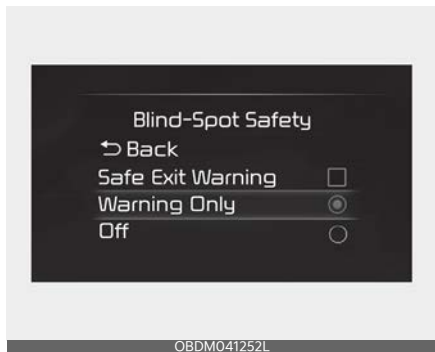 Blind-Spot Safety
Back
Safe Exit Warning
Warning Only
Off
OBDM041252L